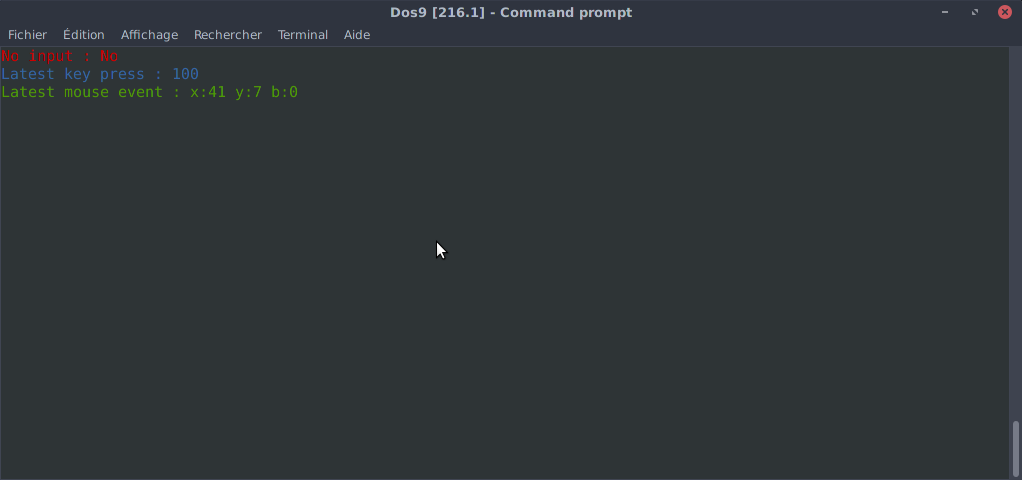 Dos9 [216.1] - Command prompt
Fichier Édition Affichage Rechercher Terminal Aide
No input : No
Latest key press : 100
Latest mouse event : x:41 y:7 b:0